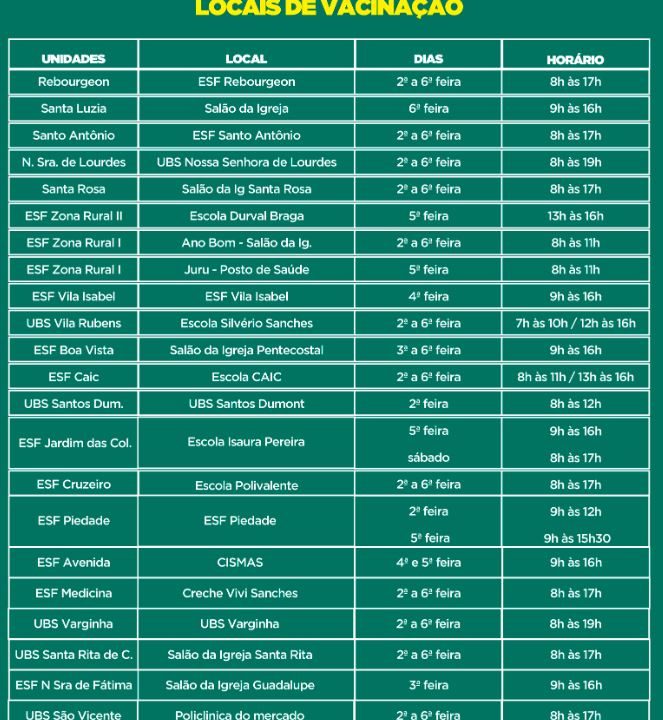 LOCAIS DE VACINAÇÃO
UNIDADES LOCAL DIAS HORÁRIO
Rebourgeon ESF Rebourgeon 2ª a 6ª feira 8h às 17h
Santa Luzia Salão da Igreja 6ª feira 9h às 16h
Santo Antônio ESF Santo Antônio 2ª a 6ª feira 8h às 17h
N. Sra. de Lourdes UBS Nossa Senhora de Lourdes 2ª a 6ª feira 8h às 19h
Santa Rosa Salão da Ig Santa Rosa 2ª a 6ª feira 8h às 17h
ESF Zona Rural II Escola Durval Braga 5ª feira 13h às 16h
ESF Zona Rural I Ano Bom - Salão da Ig. 2ª a 6ª feira 8h às 11h
ESF Zona Rural I Juru - Posto de Saúde 5ª feira 8h às 11h
ESF Vila Isabel ESF Vila Isabel 4ª feira 9h às 16h
UBS Vila Rubens Escola Silvério Sanches 2ª a 6ª feira 7h às 10h / 12h às 16h
ESF Boa Vista Salão da Igreja Pentecostal 3ª a 6ª feira 9h às 16h
ESF Caic Escola CAIC 2ª a 6ª feira 8h às 11h / 13h às 16h
UBS Santos Dum. UBS Santos Dumont 2ª feira 8h às 12h
ESF Jardim das Col. Escola Isaura Pereira 5ª feira 9h às 16h
sábado 8h às 17h
ESF Cruzeiro Escola Polivalente 2ª a 6ª feira 8h às 17h
ESF Piedade ESF Piedade 2ª feira 9h às 12h
5ª feira 9h às 15h30
ESF Avenida CISMAS 4ª e 5ª feira 9h às 16h
ESF Medicina Creche Vivi Sanches 2ª a 6ª feira 8h às 17h
UBS Varginha UBS Varginha 2ª a 6ª feira 8h às 19h
UBS Santa Rita de C. Salão da Igreja Santa Rita 2ª a 6ª feira 8h às 17h
ESF N Sra de Fátima Salão da Igreja Guadalupe 3ª feira 9h às 16h
UBS São Vicente Policlinica do mercado 2ª a 6ª feira 8h às 17h